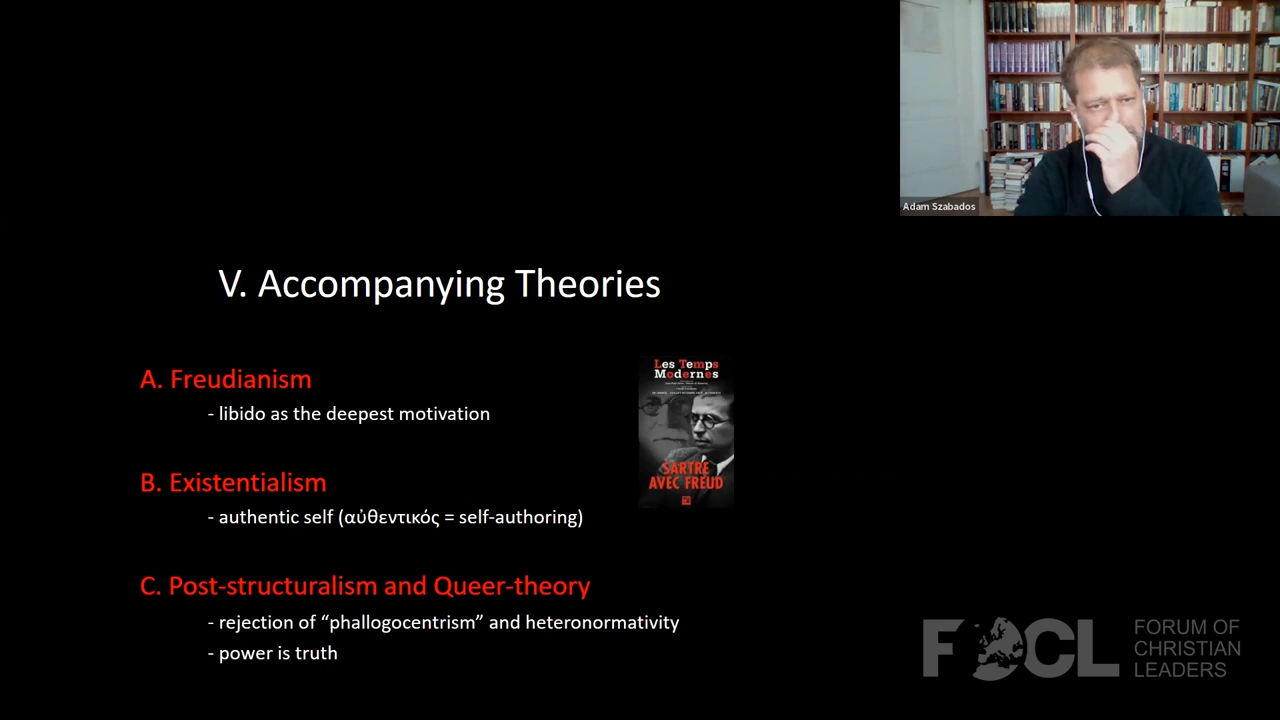 Adam Szabados
V. Accompanying Theories
A. Freudianism
- libido as the deepest motivation
Les Temps
Modernes
SARTRE
AVEC FREUD
B. Existentialism
- authentic self (αὐθεντικός = self-authoring)
C. Post-structuralism and Queer-theory
- rejection of “phallogocentrism” and heteronormativity
- power is truth
FOCL
FORUM OF
CHRISTIAN
LEADERS